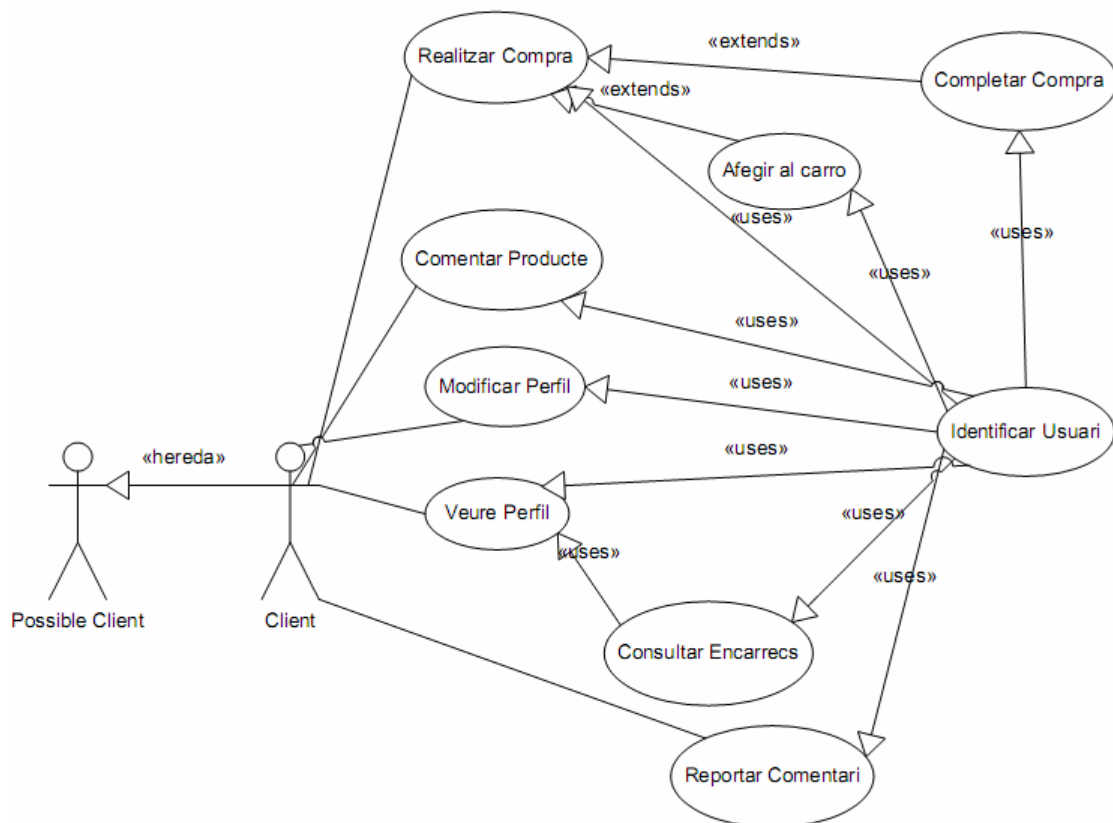 Realitzar Compra
«extends»
Completar Compra
«extends»
Afegir al carro
«uses»
«uses»
Comentar Producte
«uses»
«uses»
Modificar Perfil
«uses»
Identificar Usuari
«hereda»
«uses»
Veure Perfil
«uses»
«uses»
«uses»
Possible Client
Client
Consultar Encarrecs
Reportar Comentari